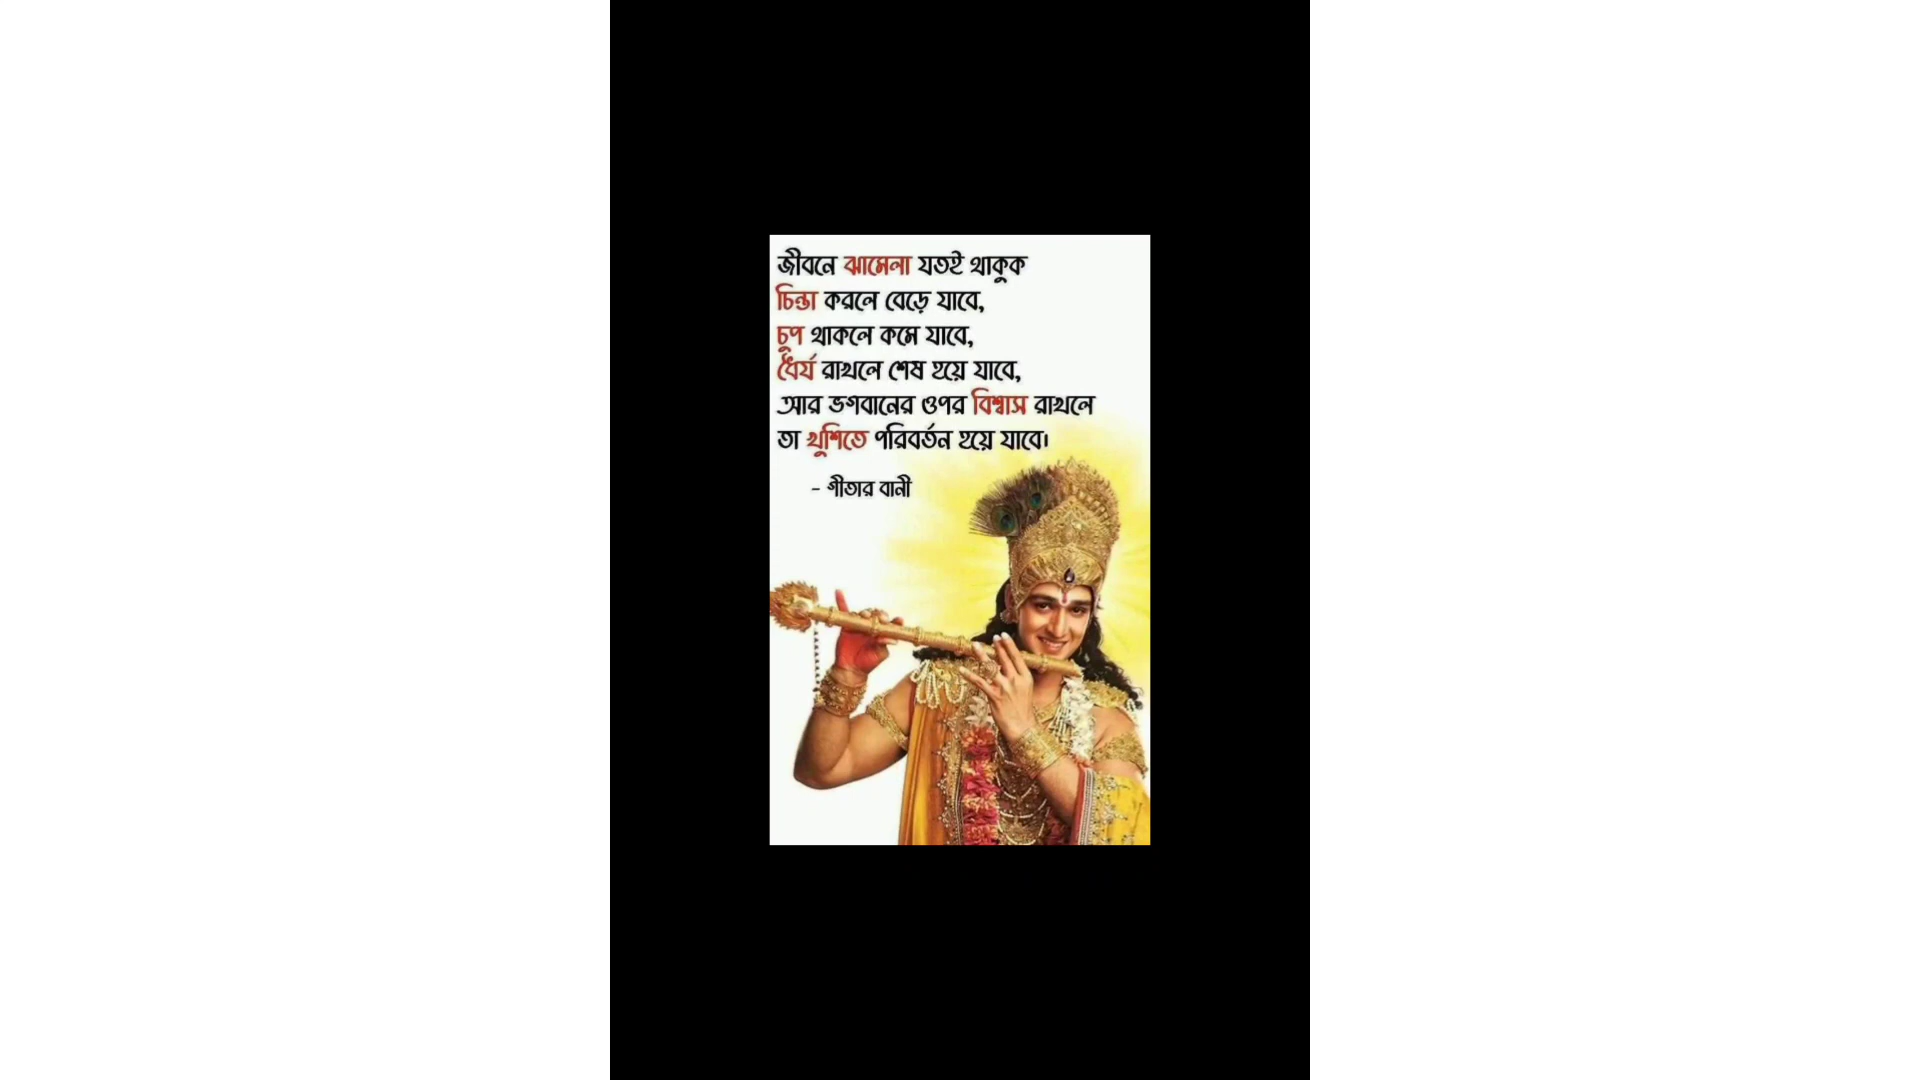 জীবনে ঝামেলা যতই থাকুক
চিন্তা করলে বেড়ে যাবে,
চুপ থাকলে কমে যাবে,
ধৈর্য রাখলে শেষ হয়ে যাবে,
আর ভগবানের ওপর বিশ্বাস রাখলে
তা খুশিতে পরিবর্তন হয়ে যাবে।
- গীতার বানী